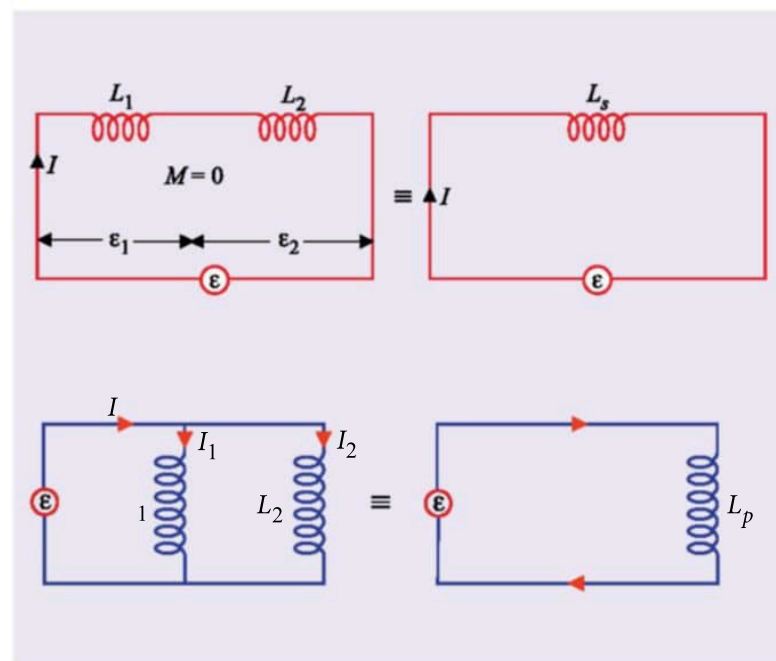 L₁ L₂ Lₛ
I M = 0 ≡ I
ε₁ ε₂
ε ε
I
I₁ I₂
ε 1 L₂ ≡ ε Lₚ